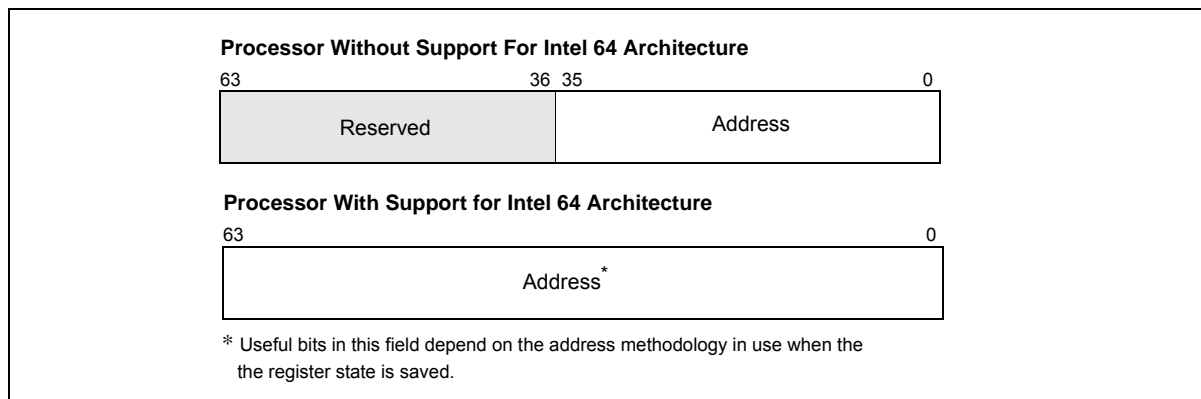 Processor Without Support For Intel 64 Architecture
63 36 35 0
Reserved Address
Processor With Support for Intel 64 Architecture
63 0
Address*
* Useful bits in this field depend on the address methodology in use when the
the register state is saved.